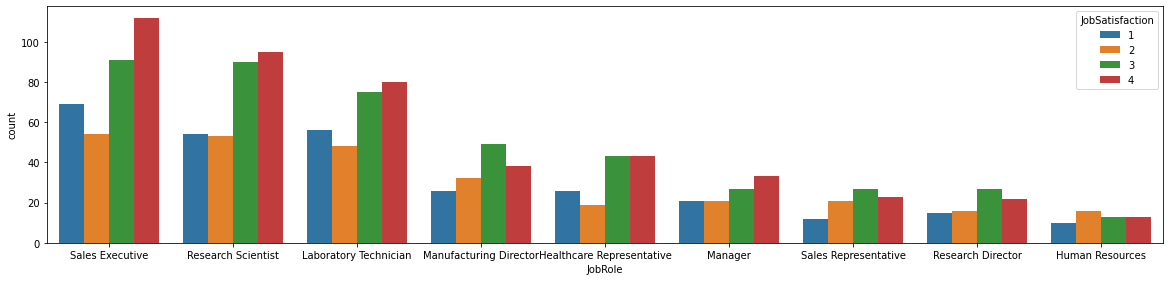 JobSatisfaction
1
2
3
4
100
80
60
40
20
0
count
Sales Executive Research Scientist Laboratory Technician Manufacturing Director Healthcare Representative Manager Sales Representative Research Director Human Resources
JobRole